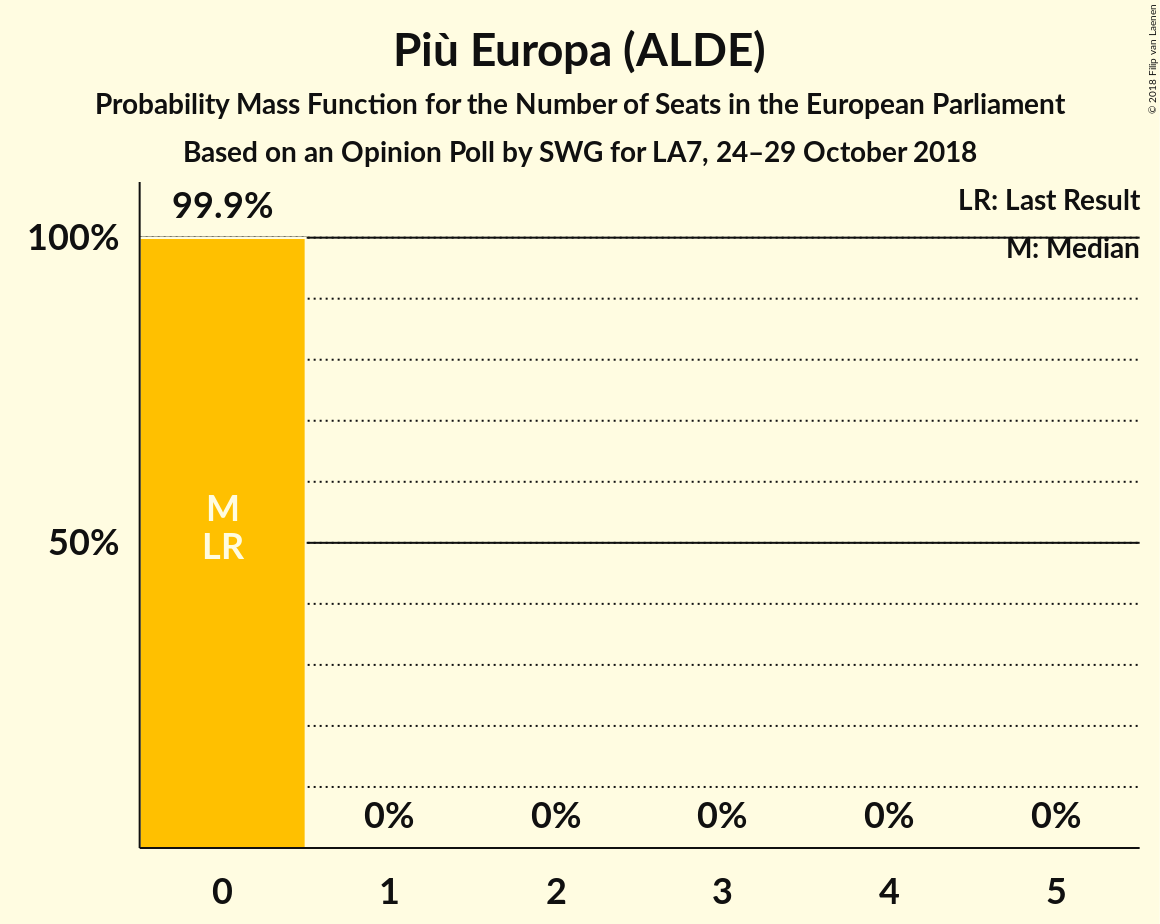 Più Europa (ALDE)
Probability Mass Function for the Number of Seats in the European Parliament
Based on an Opinion Poll by SWG for LA7, 24–29 October 2018
© 2018 Filip van Laenen
LR: Last Result
M: Median
99.9%
100%
50%
M
LR
0% 0% 0% 0% 0%
0 1 2 3 4 5